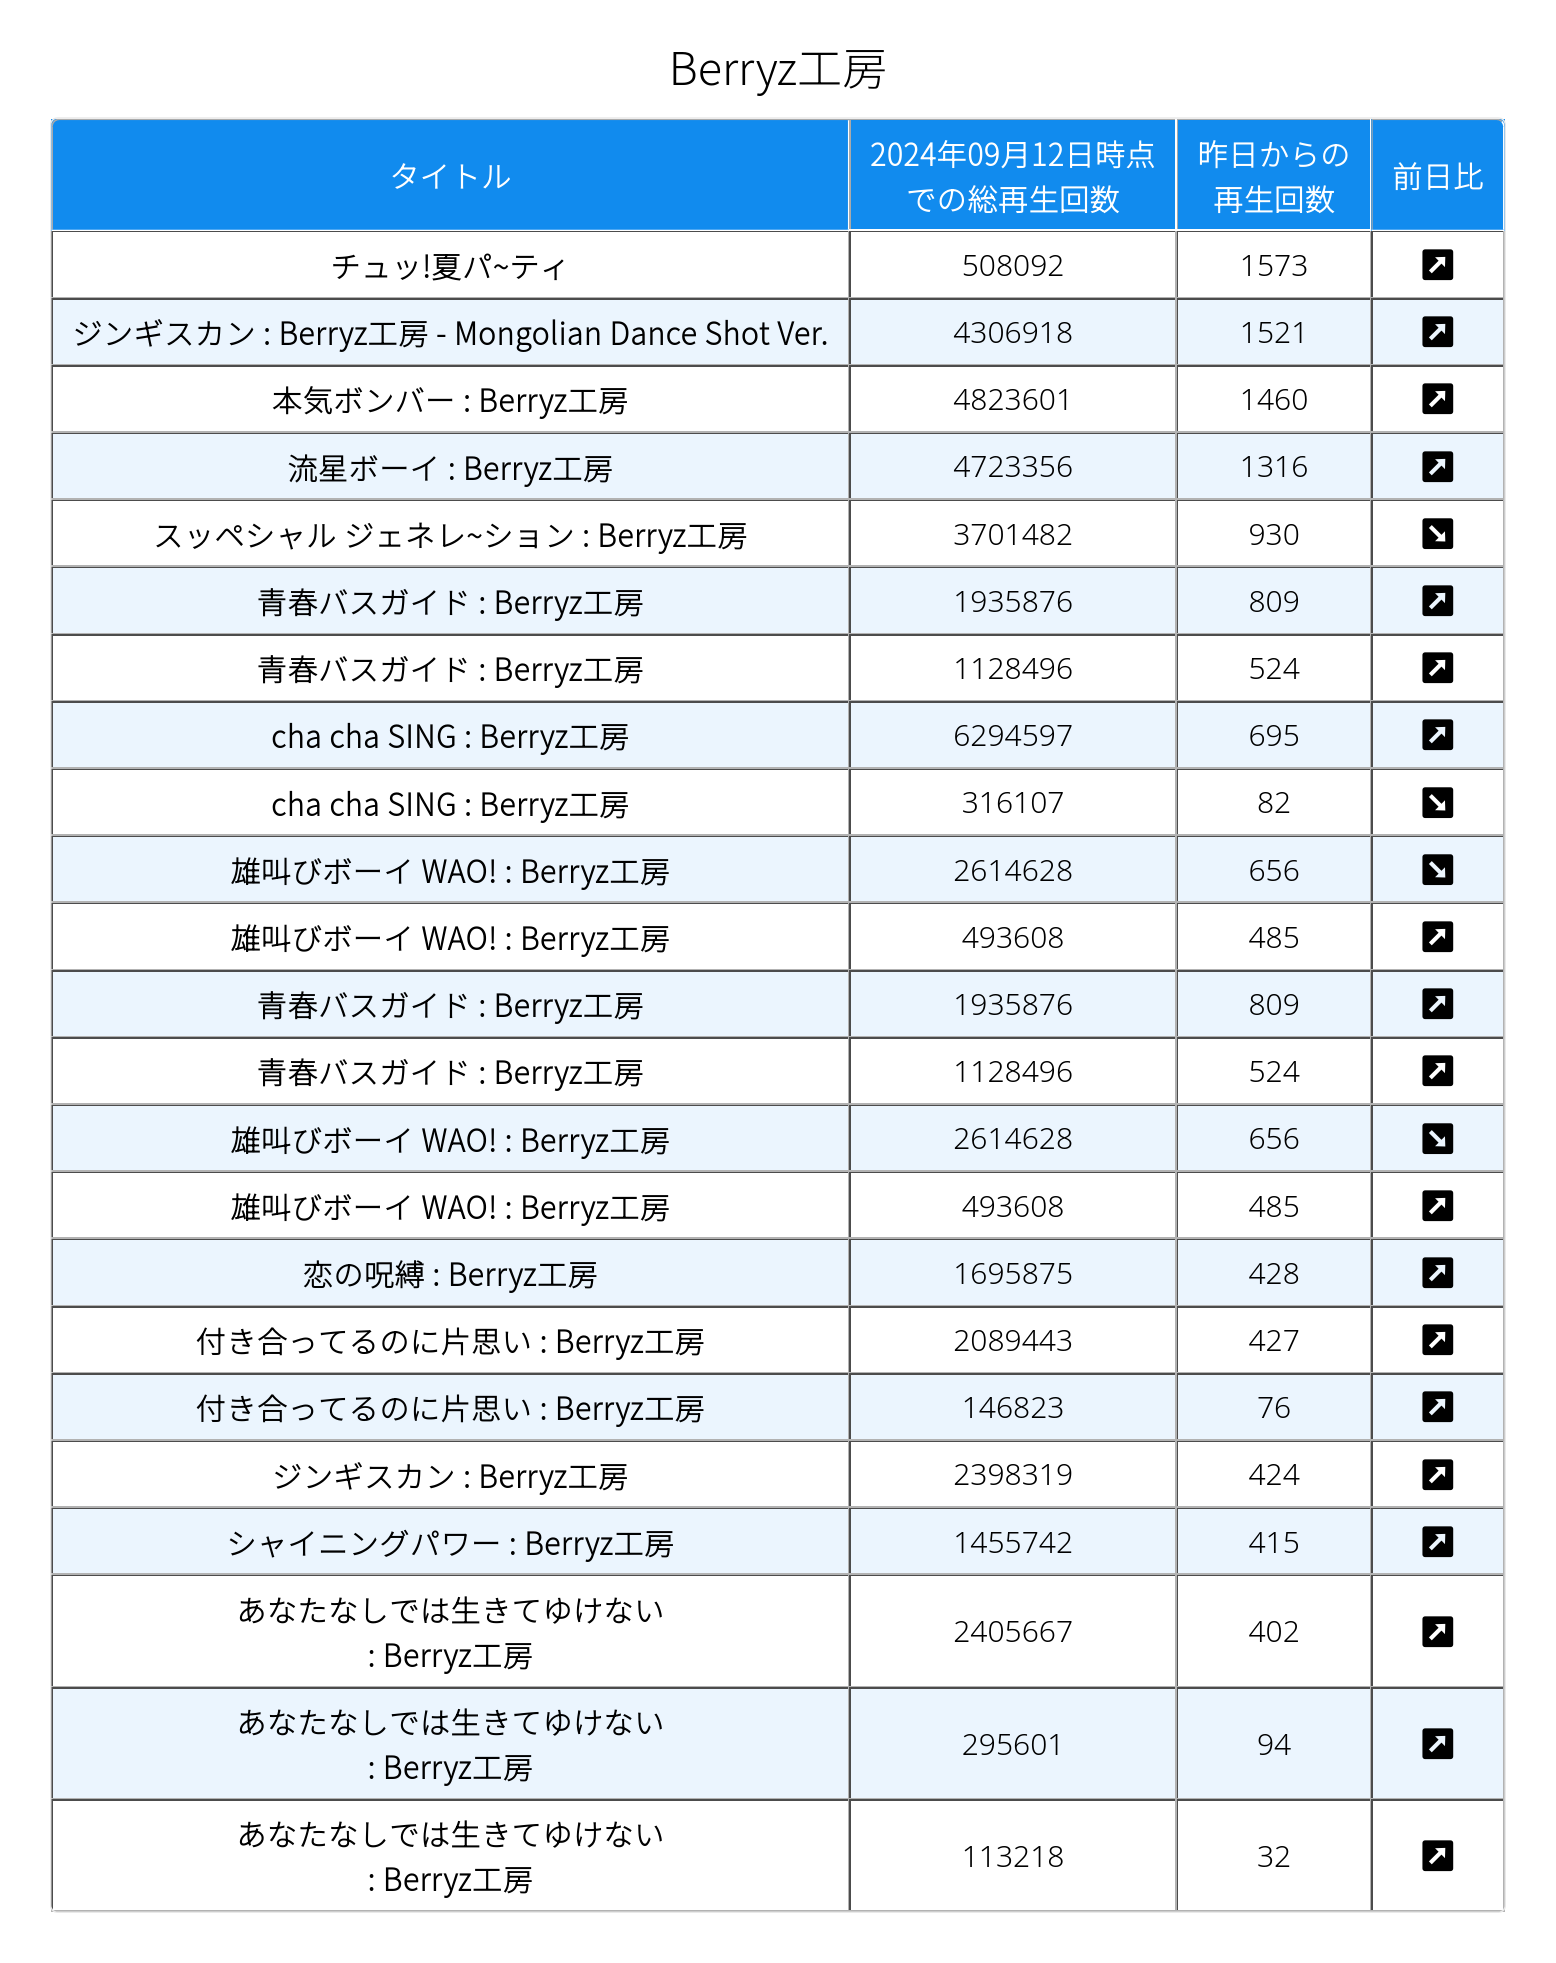 Berryz工房
タイトル
2024年09月12日時点
での総再生回数
昨日からの
再生回数
前日比
チュッ!夏パ~ティ 508092 1573
ジンギスカン : Berryz工房 - Mongolian Dance Shot Ver. 4306918 1521
本気ボンバー : Berryz工房 4823601 1460
流星ボーイ : Berryz工房 4723356 1316
スッペシャル ジェネレ~ション : Berryz工房 3701482 930
青春バスガイド : Berryz工房 1935876 809
青春バスガイド : Berryz工房 1128496 524
cha cha SING : Berryz工房 6294597 695
cha cha SING : Berryz工房 316107 82
雄叫びボーイ WAO! : Berryz工房 2614628 656
雄叫びボーイ WAO! : Berryz工房 493608 485
青春バスガイド : Berryz工房 1935876 809
青春バスガイド : Berryz工房 1128496 524
雄叫びボーイ WAO! : Berryz工房 2614628 656
雄叫びボーイ WAO! : Berryz工房 493608 485
恋の呪縛 : Berryz工房 1695875 428
付き合ってるのに片思い : Berryz工房 2089443 427
付き合ってるのに片思い : Berryz工房 146823 76
ジンギスカン : Berryz工房 2398319 424
シャイニングパワー : Berryz工房 1455742 415
あなたなしでは生きてゆけない
: Berryz工房 2405667 402
あなたなしでは生きてゆけない
: Berryz工房 295601 94
あなたなしでは生きてゆけない
: Berryz工房 113218 32